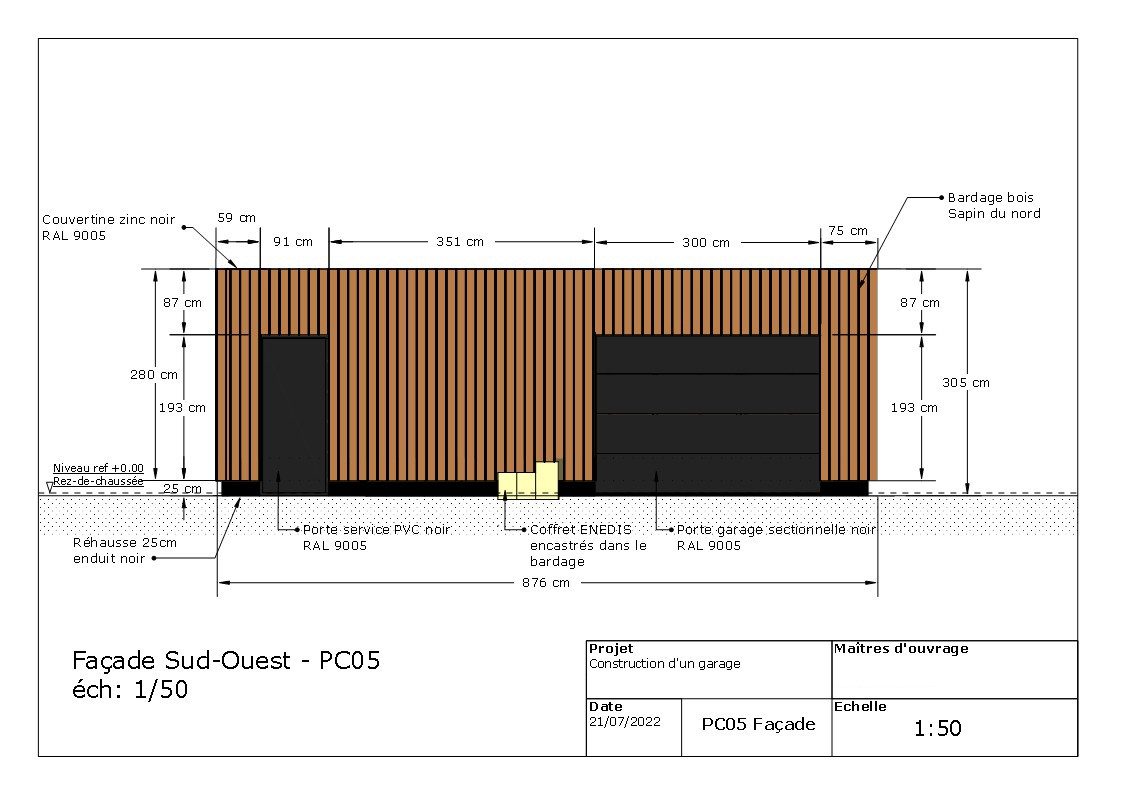 Bardage bois
Sapin du nord
Couvertine zinc noir
RAL 9005
59 cm
91 cm
351 cm
300 cm
75 cm
87 cm
87 cm
280 cm
193 cm
305 cm
193 cm
Niveau ref +0.00
Rez-de-chaussée
25 cm
Réhausse 25cm
enduit noir
Porte service PVC noir
RAL 9005
Coffret ENEDIS
encastrés dans le
bardage
Porte garage sectionnelle noir
RAL 9005
876 cm
Façade Sud-Ouest - PC05
éch: 1/50
Projet
Construction d'un garage
Maîtres d'ouvrage
Date
21/07/2022
PC05 Façade
Echelle
1:50